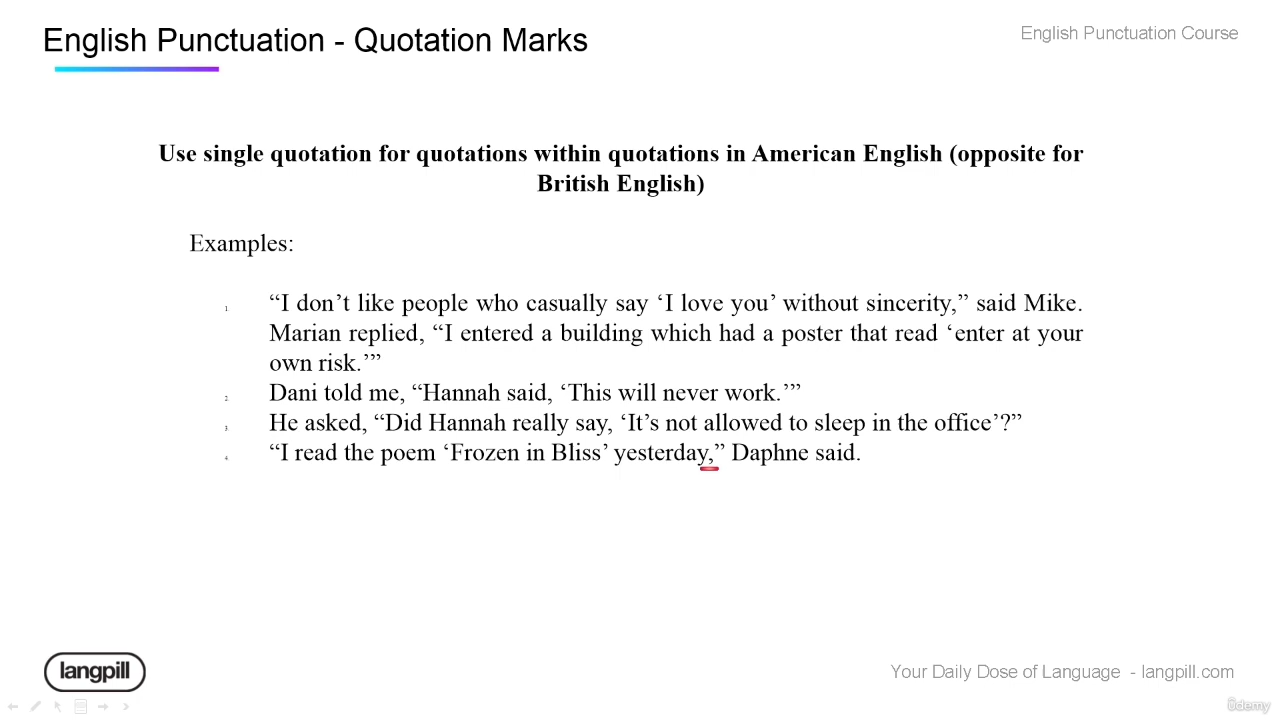 English Punctuation - Quotation Marks
English Punctuation Course
Use single quotation for quotations within quotations in American English (opposite for
British English)
Examples:
1. “I don’t like people who casually say ‘I love you’ without sincerity,” said Mike.
Marian replied, “I entered a building which had a poster that read ‘enter at your
own risk.’”
2. Dani told me, “Hannah said, ‘This will never work.’”
3. He asked, “Did Hannah really say, ‘It’s not allowed to sleep in the office’?”
4. “I read the poem ‘Frozen in Bliss’ yesterday,” Daphne said.
langpill
Your Daily Dose of Language - langpill.com
ûdemy